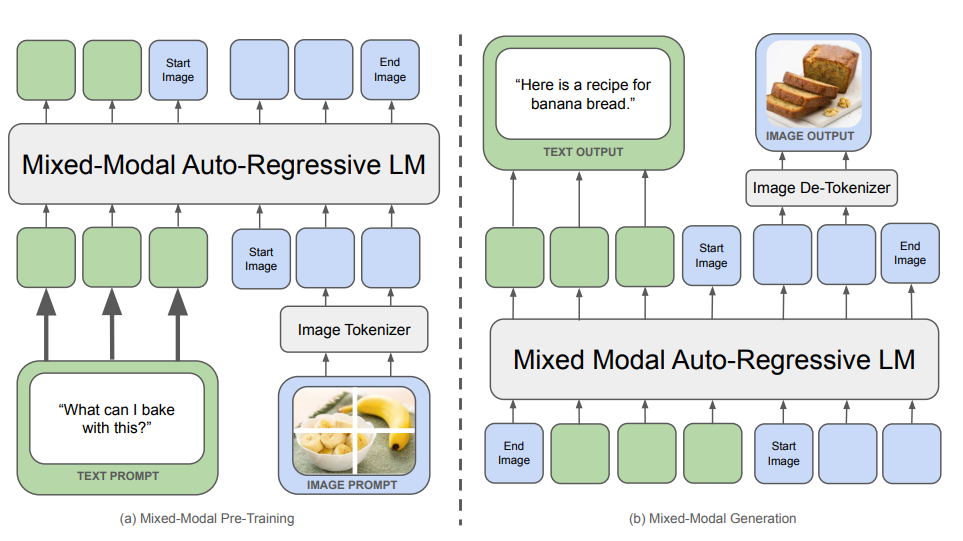 Start
Image
End
Image
Mixed-Modal Auto-Regressive LM
Start
Image
Image Tokenizer
“What can I bake
with this?”
TEXT PROMPT
IMAGE PROMPT
(a) Mixed-Modal Pre-Training
“Here is a recipe for
banana bread.”
TEXT OUTPUT
IMAGE OUTPUT
Image De-Tokenizer
Start
Image
End
Image
Mixed Modal Auto-Regressive LM
End
Image
Start
Image
(b) Mixed-Modal Generation